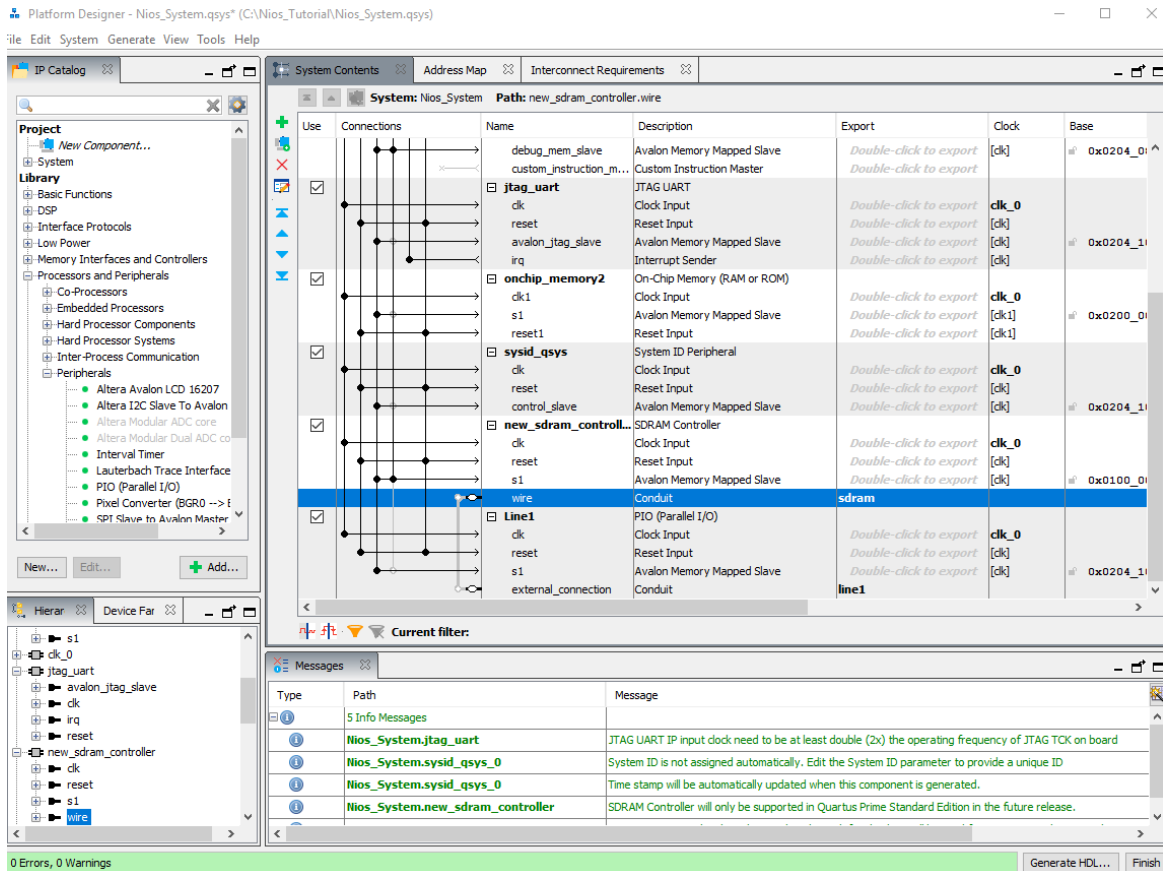 Platform Designer - Nios_System.qsys* (C:\Nios_Tutorial\Nios_System.qsys)
File Edit System Generate View Tools Help
IP Catalog
Project
New Component...
System
Library
Basic Functions
DSP
Interface Protocols
Low Power
Memory Interfaces and Controllers
Processors and Peripherals
Co-Processors
Embedded Processors
Hard Processor Components
Hard Processor Systems
Inter-Process Communication
Peripherals
Altera Avalon LCD 16207
Altera I2C Slave To Avalon
Altera Modular ADC core
Altera Modular Dual ADC co
Interval Timer
Lauterbach Trace Interface
PIO (Parallel I/O)
Pixel Converter (BGR0 --> B
SPI Slave to Avalon Master
New... Edit... Add...
Hierar Device Far
s1
clk_0
jtag_uart
avalon_jtag_slave
clk
irq
reset
new_sdram_controller
clk
reset
s1
wire
System Contents Address Map Interconnect Requirements
System: Nios_System Path: new_sdram_controller.wire
Use Connections Name Description Export Clock Base
debug_mem_slave Avalon Memory Mapped Slave Double-click to export [clk] 0x0204_0
custom_instruction_m... Custom Instruction Master Double-click to export
jtag_uart JTAG UART
clk Clock Input Double-click to export clk_0
reset Reset Input Double-click to export [clk]
avalon_jtag_slave Avalon Memory Mapped Slave Double-click to export [clk] 0x0204_1
irq Interrupt Sender Double-click to export [clk]
onchip_memory2 On-Chip Memory (RAM or ROM)
clk1 Clock Input Double-click to export clk_0
s1 Avalon Memory Mapped Slave Double-click to export [clk1] 0x0200_0
reset1 Reset Input Double-click to export [clk1]
sysid_qsys System ID Peripheral
clk Clock Input Double-click to export clk_0
reset Reset Input Double-click to export [clk]
control_slave Avalon Memory Mapped Slave Double-click to export [clk] 0x0204_1
new_sdram_controll... SDRAM Controller
clk Clock Input Double-click to export clk_0
reset Reset Input Double-click to export [clk]
s1 Avalon Memory Mapped Slave Double-click to export [clk] 0x0100_0
wire Conduit sdram
Line1 PIO (Parallel I/O)
clk Clock Input Double-click to export clk_0
reset Reset Input Double-click to export [clk]
s1 Avalon Memory Mapped Slave Double-click to export [clk] 0x0204_1
external_connection Conduit line1
Current filter:
Messages
Type Path Message
5 Info Messages
Nios_System.jtag_uart JTAG UART IP input clock need to be at least double (2x) the operating frequency of JTAG TCK on board
Nios_System.sysid_qsys_0 System ID is not assigned automatically. Edit the System ID parameter to provide a unique ID
Nios_System.sysid_qsys_0 Time stamp will be automatically updated when this component is generated.
Nios_System.new_sdram_controller SDRAM Controller will only be supported in Quartus Prime Standard Edition in the future release.
0 Errors, 0 Warnings
Generate HDL... Finish